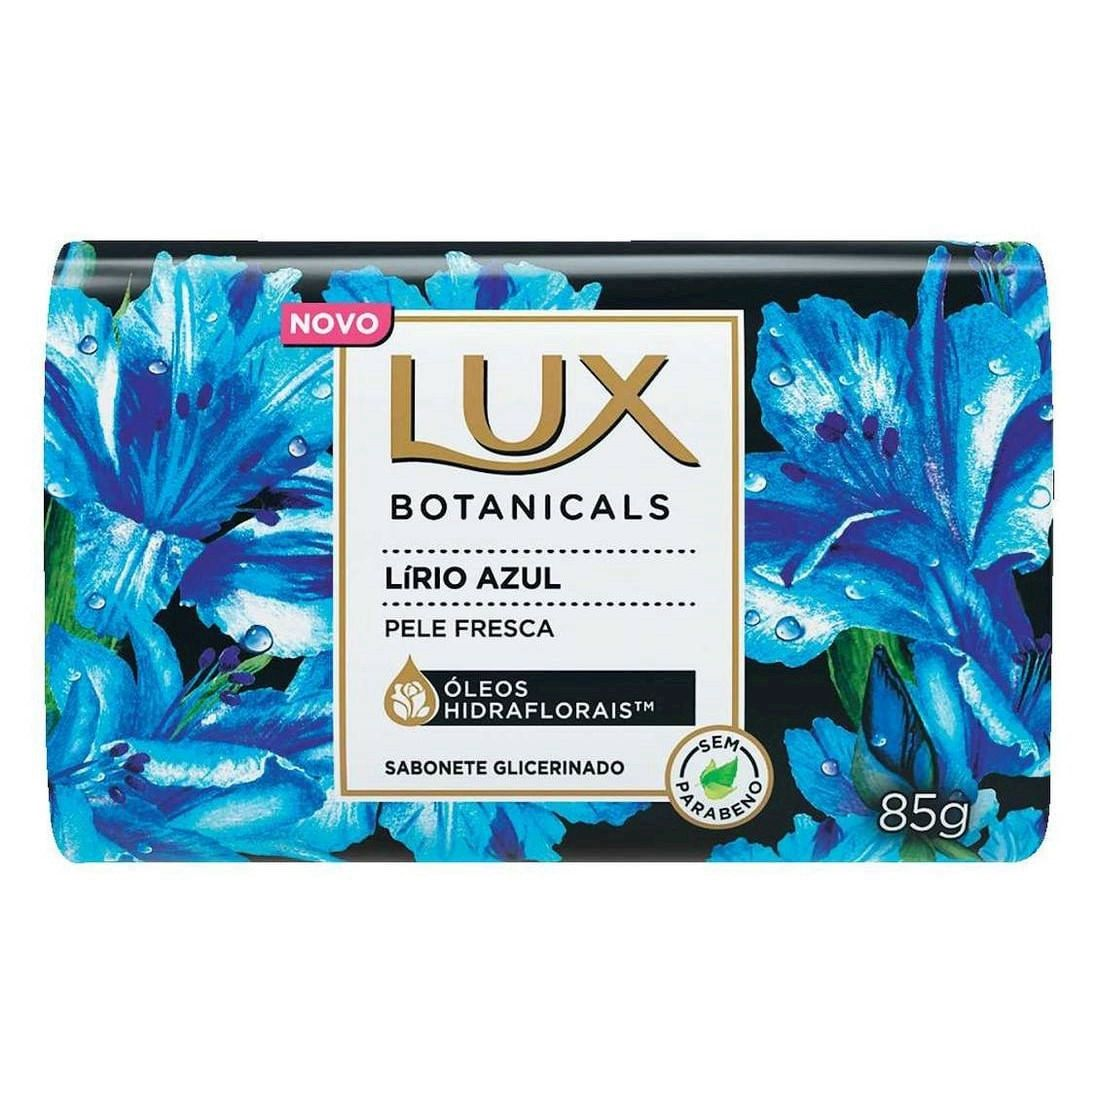 NOVO
LUX
BOTANICALS
LÍRIO AZUL
PELE FRESCA
ÓLEOS
HIDRAFLORAIS™
SABONETE GLICERINADO
SEM
PARABENO
85g